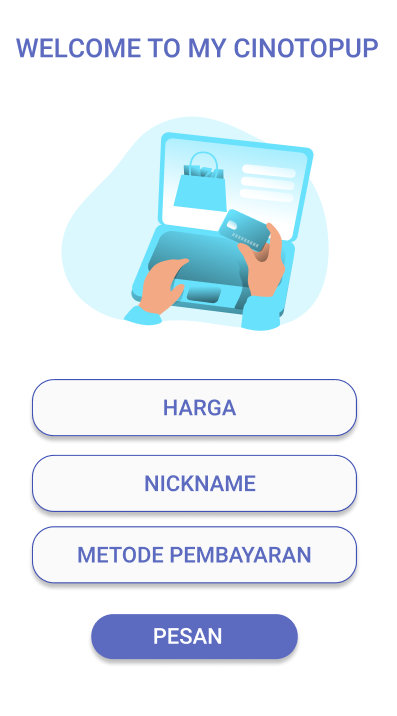 WELCOME TO MY CINOTOPUP
HARGA
NICKNAME
METODE PEMBAYARAN
PESAN